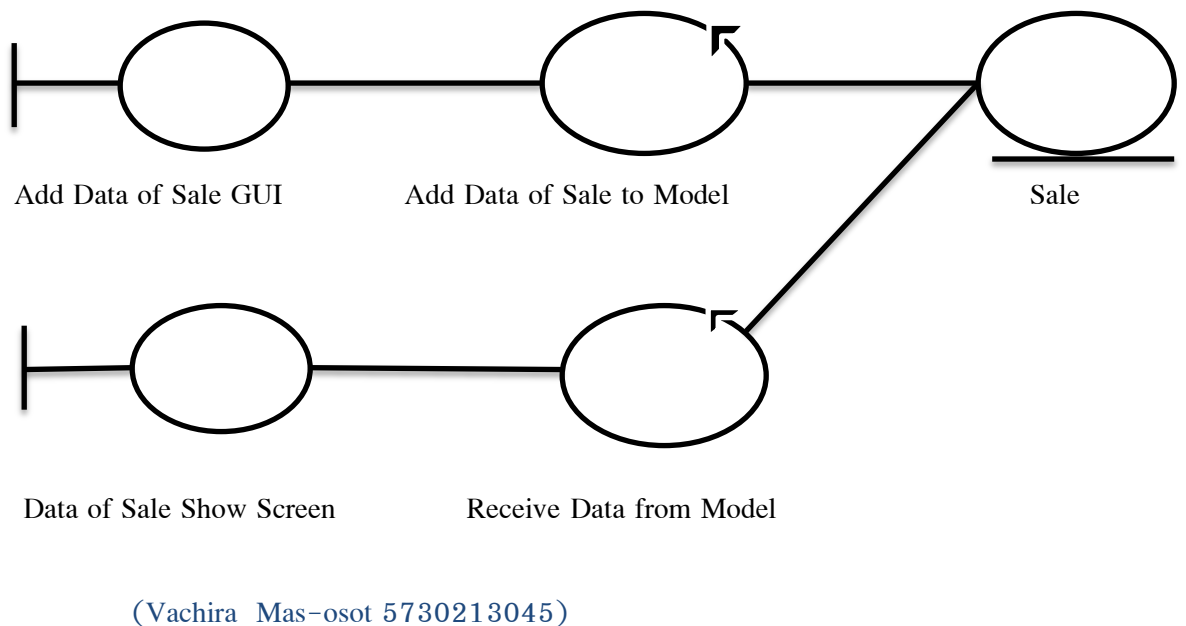 Add Data of Sale GUI
Add Data of Sale to Model
Sale
Data of Sale Show Screen
Receive Data from Model
(Vachira Mas-osot 5730213045)